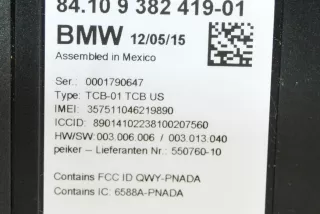 84.10 9 382 419-01
BMW 12/05/15
Assembled in Mexico
Ser.: 0001790647
Type: TCB-01 TCB US
IMEI: 357511046219890
ICCID: 89014102238100207560
HW/SW:003.006.006 / 003.013.040
peiker – Lieferanten Nr.: 550760-10
Contains FCC ID QWY-PNADA
Contains IC: 6588A-PNADA